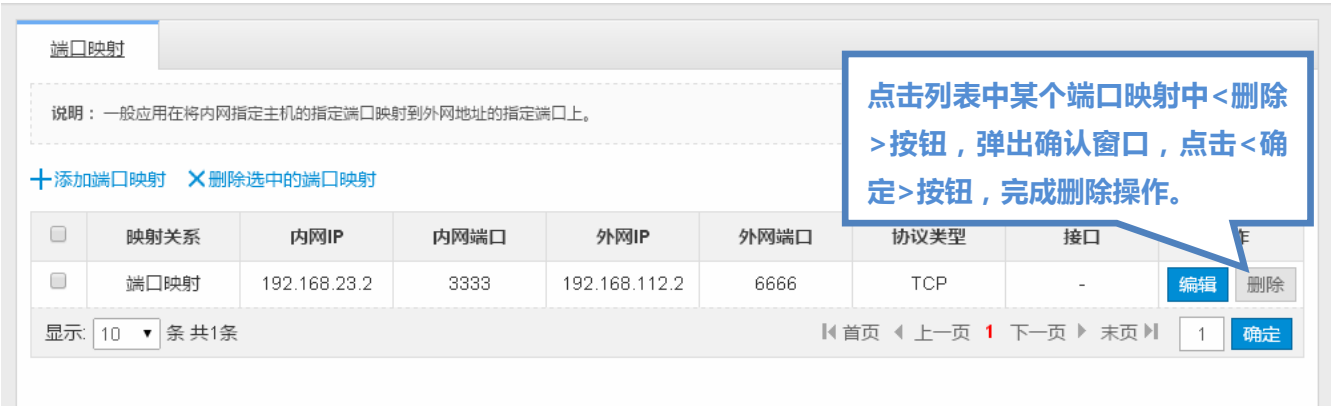 端口映射
说明： 一般应用在将内网指定主机的指定端口映射到外网地址的指定端口上。
点击列表中某个端口映射中<删除
>按钮，弹出确认窗口，点击<确
定>按钮，完成删除操作。
添加端口映射 删除选中的端口映射
映射关系 内网IP 内网端口 外网IP 外网端口 协议类型 接口 作
端口映射 192.168.23.2 3333 192.168.112.2 6666 TCP - 编辑 删除
显示: 10 条 共1条 首页 上一页 1 下一页 末页 1 确定